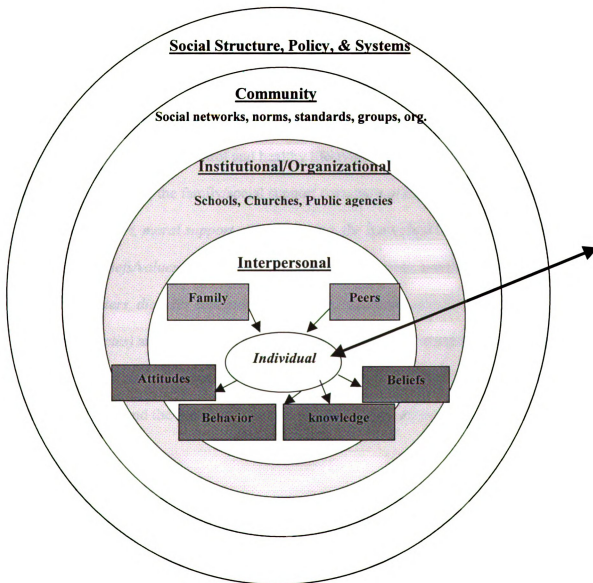 Social Structure, Policy, & Systems
Community
Social networks, norms, standards, groups, org.
Institutional/Organizational
Schools, Churches, Public agencies
Interpersonal
Family
Peers
Individual
Attitudes
Beliefs
Behavior
knowledge